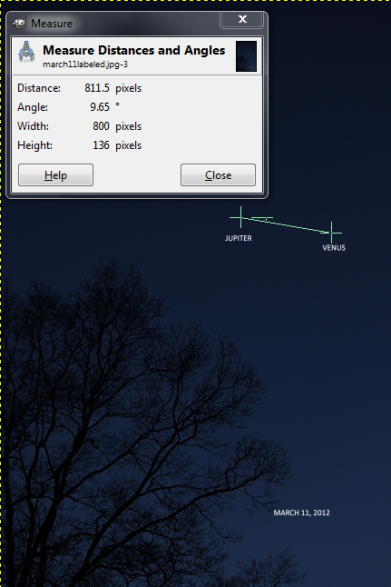 Measure
Measure Distances and Angles
march11labeled.jpg-3
Distance: 811.5 pixels
Angle: 9.65 °
Width: 800 pixels
Height: 136 pixels
Help
Close
JUPITER
VENUS
MARCH 11, 2012